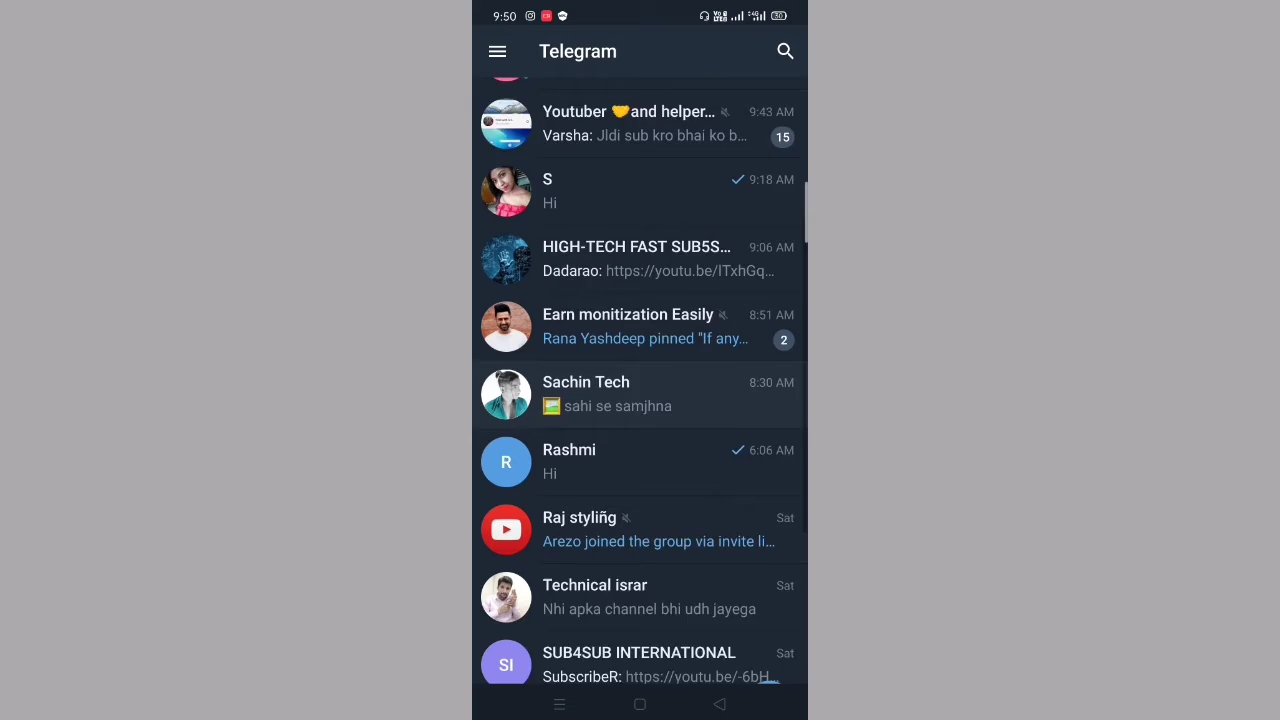 9:50
50
Telegram
Youtuber 🤝and helper... 9:43 AM
Varsha: Jldi sub kro bhai ko b... 15
S 9:18 AM
Hi
HIGH-TECH FAST SUB5S... 9:06 AM
Dadarao: https://youtu.be/ITxhGq...
Earn monitization Easily 8:51 AM
Rana Yashdeep pinned "If any... 2
Sachin Tech 8:30 AM
🖼 sahi se samjhna
R
Rashmi 6:06 AM
Hi
Raj styliñg Sat
Arezo joined the group via invite li...
Technical israr Sat
Nhi apka channel bhi udh jayega
SI
SUB4SUB INTERNATIONAL Sat
SubscribeR: https://youtu.be/-6bH...